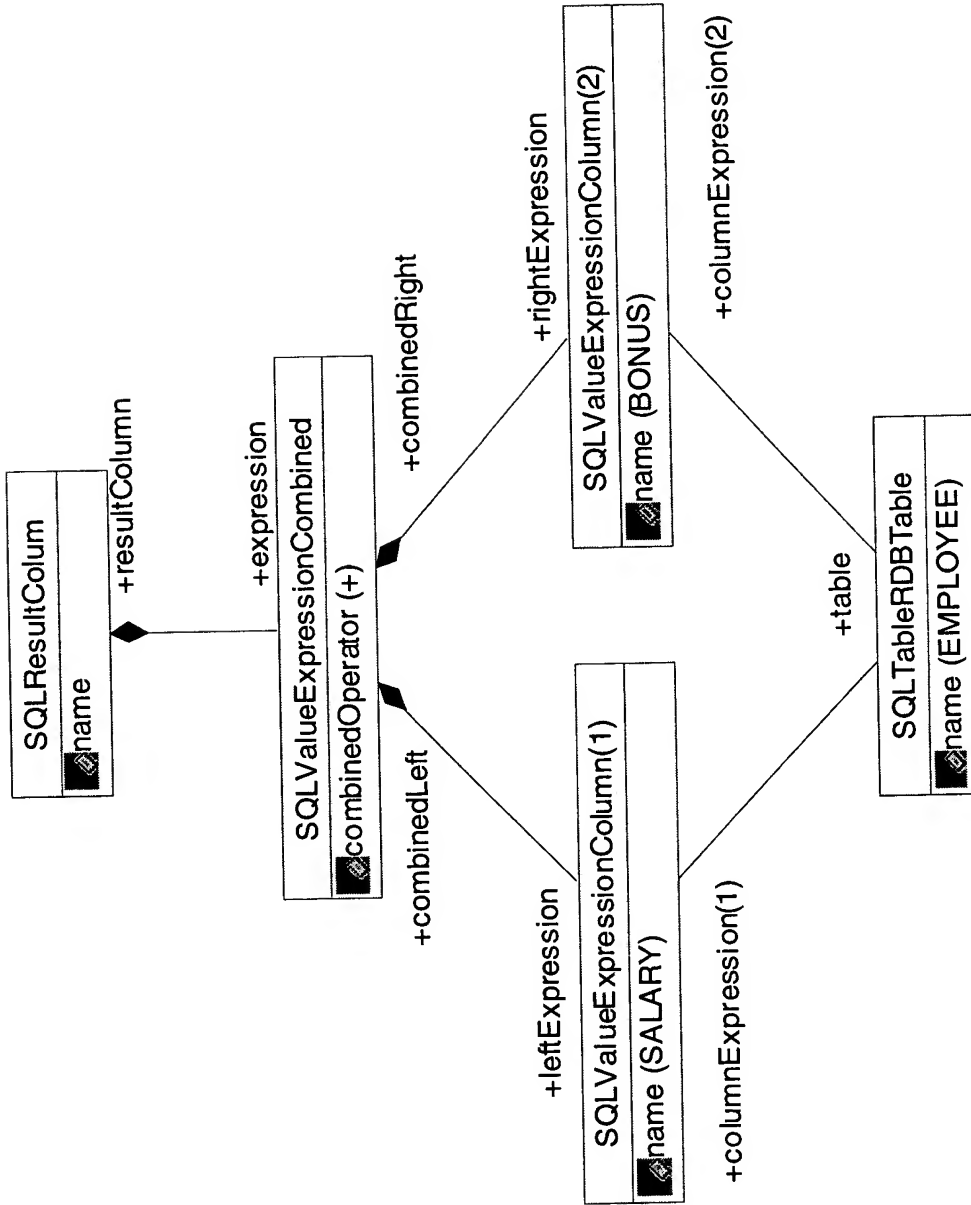 SQLResultColum
name
+resultColumn
+expression
SQLValueExpressionCombined
combinedOperator (+)
+combinedLeft
+combinedRight
+leftExpression
+rightExpression
SQLValueExpressionColumn(1)
name (SALARY)
SQLValueExpressionColumn(2)
name (BONUS)
+columnExpression(1)
+columnExpression(2)
+table
SQLTableRDBTable
name (EMPLOYEE)